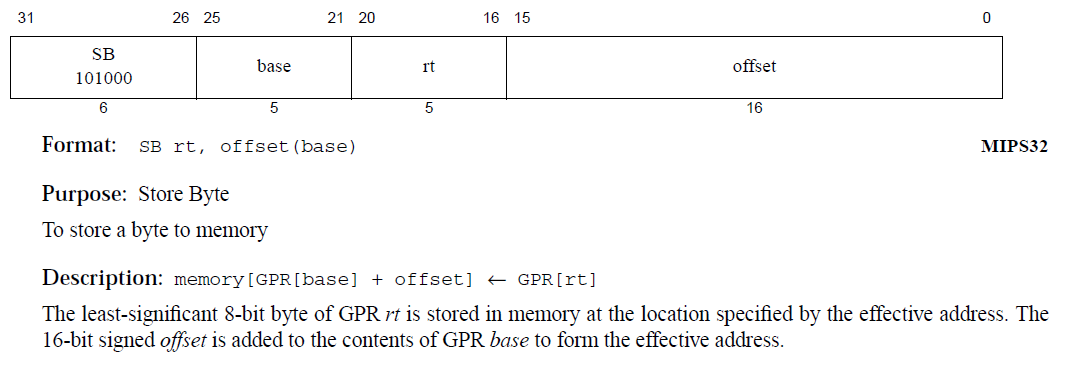 31 26 25 21 20 16 15 0
SB
101000
base rt offset
6 5 5 16
Format: SB rt, offset(base) MIPS32
Purpose: Store Byte
To store a byte to memory
Description: memory[GPR[base] + offset] ← GPR[rt]
The least-significant 8-bit byte of GPR rt is stored in memory at the location specified by the effective address. The
16-bit signed offset is added to the contents of GPR base to form the effective address.